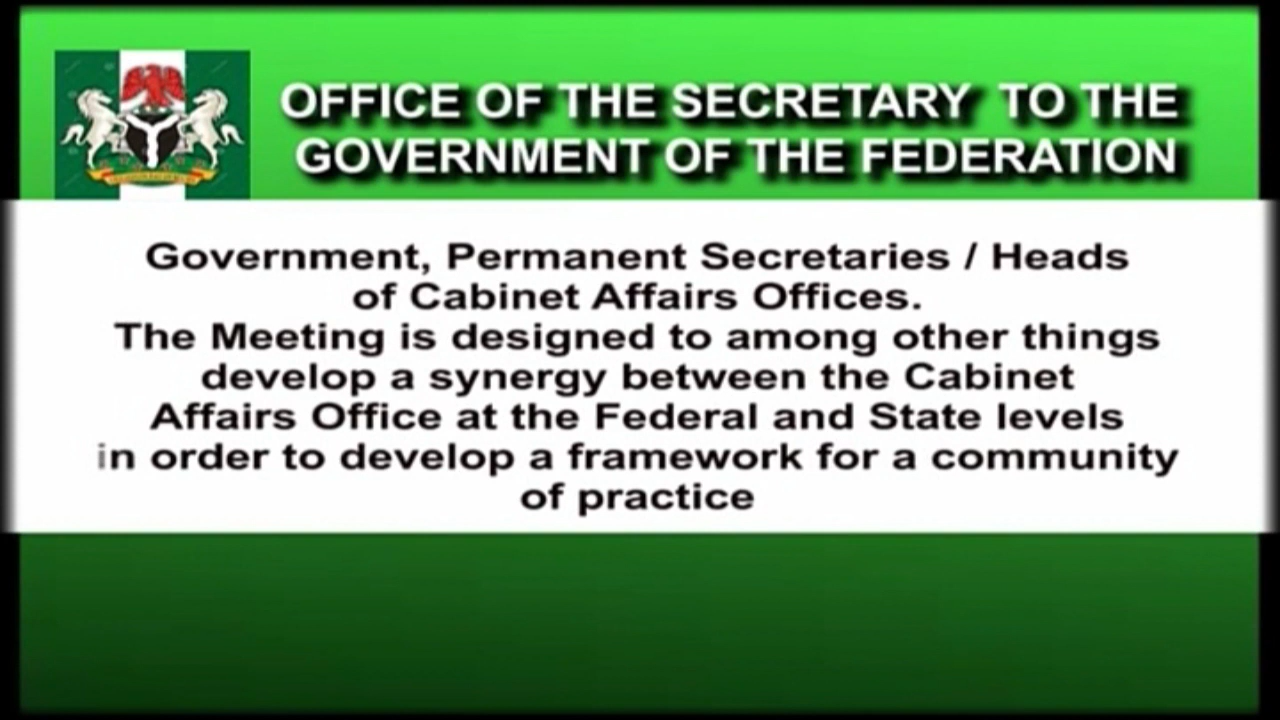 OFFICE OF THE SECRETARY TO THE
GOVERNMENT OF THE FEDERATION
Government, Permanent Secretaries / Heads
of Cabinet Affairs Offices.
The Meeting is designed to among other things
develop a synergy between the Cabinet
Affairs Office at the Federal and State levels
in order to develop a framework for a community
of practice